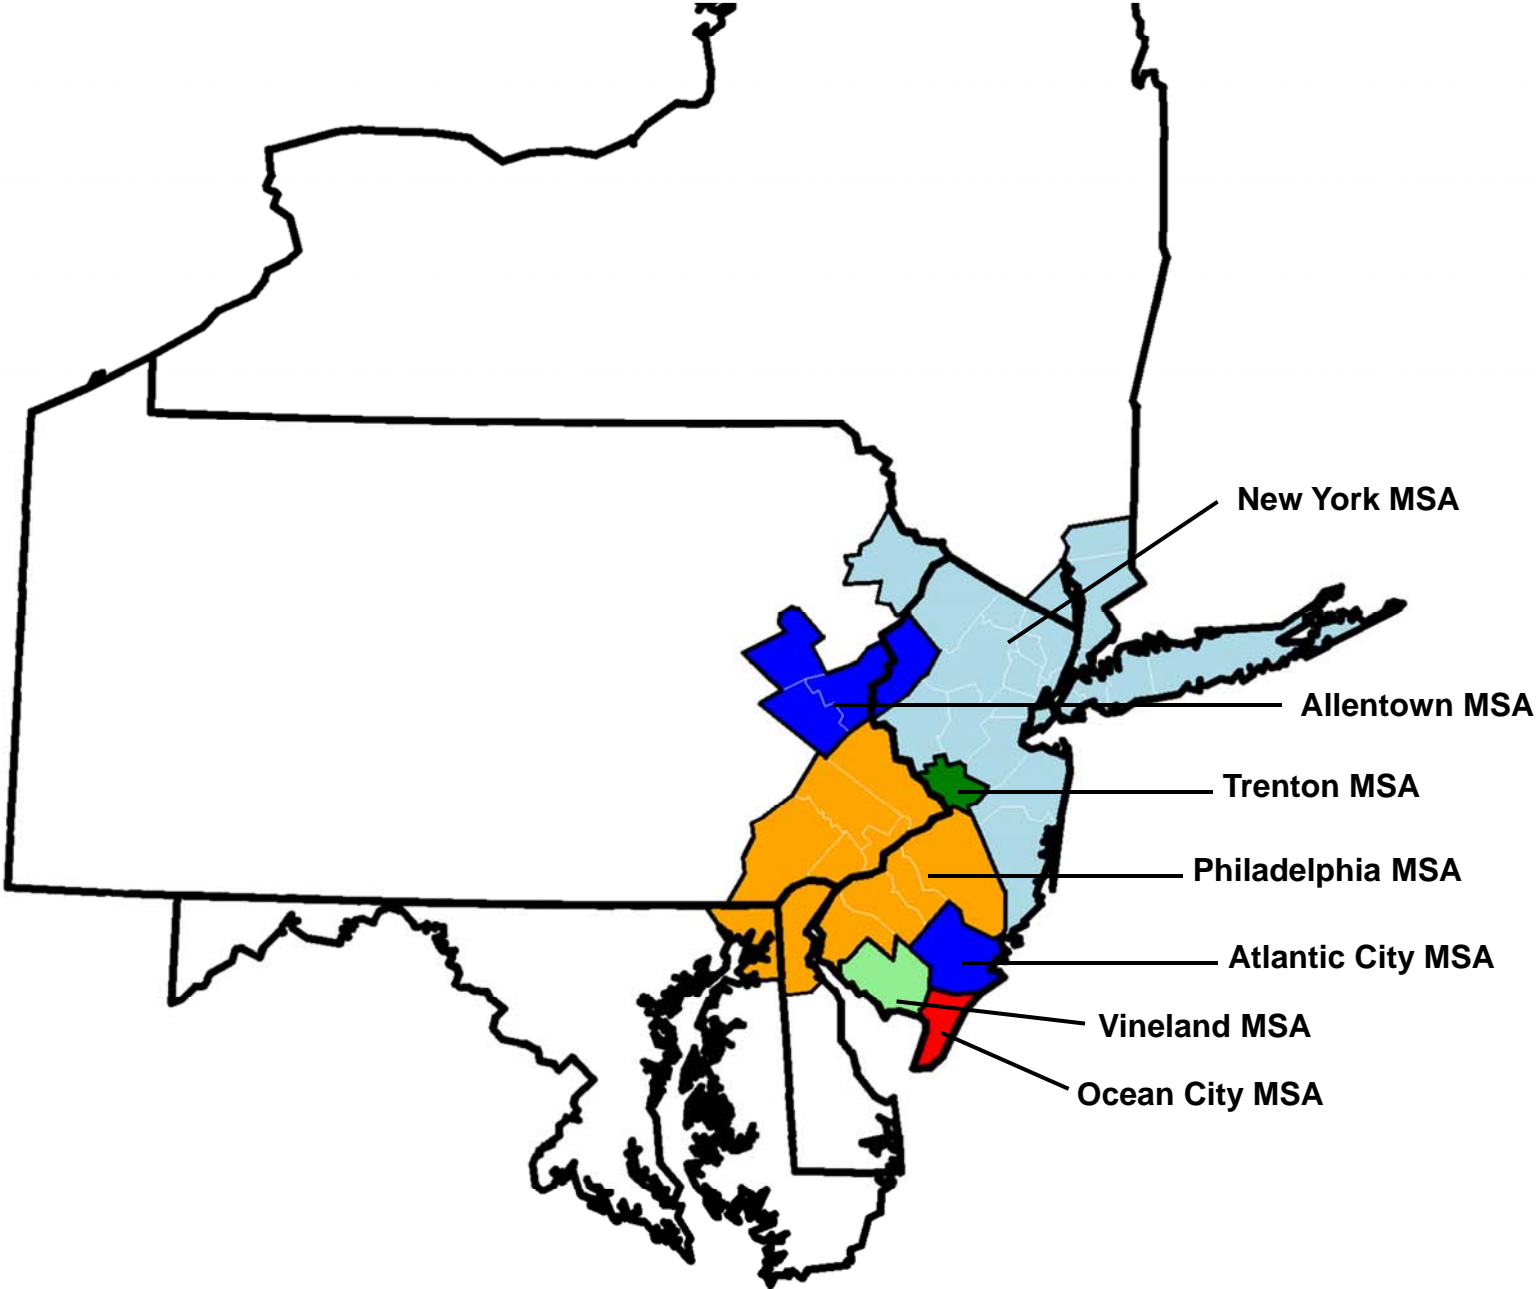 New York MSA
Allentown MSA
Trenton MSA
Philadelphia MSA
Atlantic City MSA
Vineland MSA
Ocean City MSA